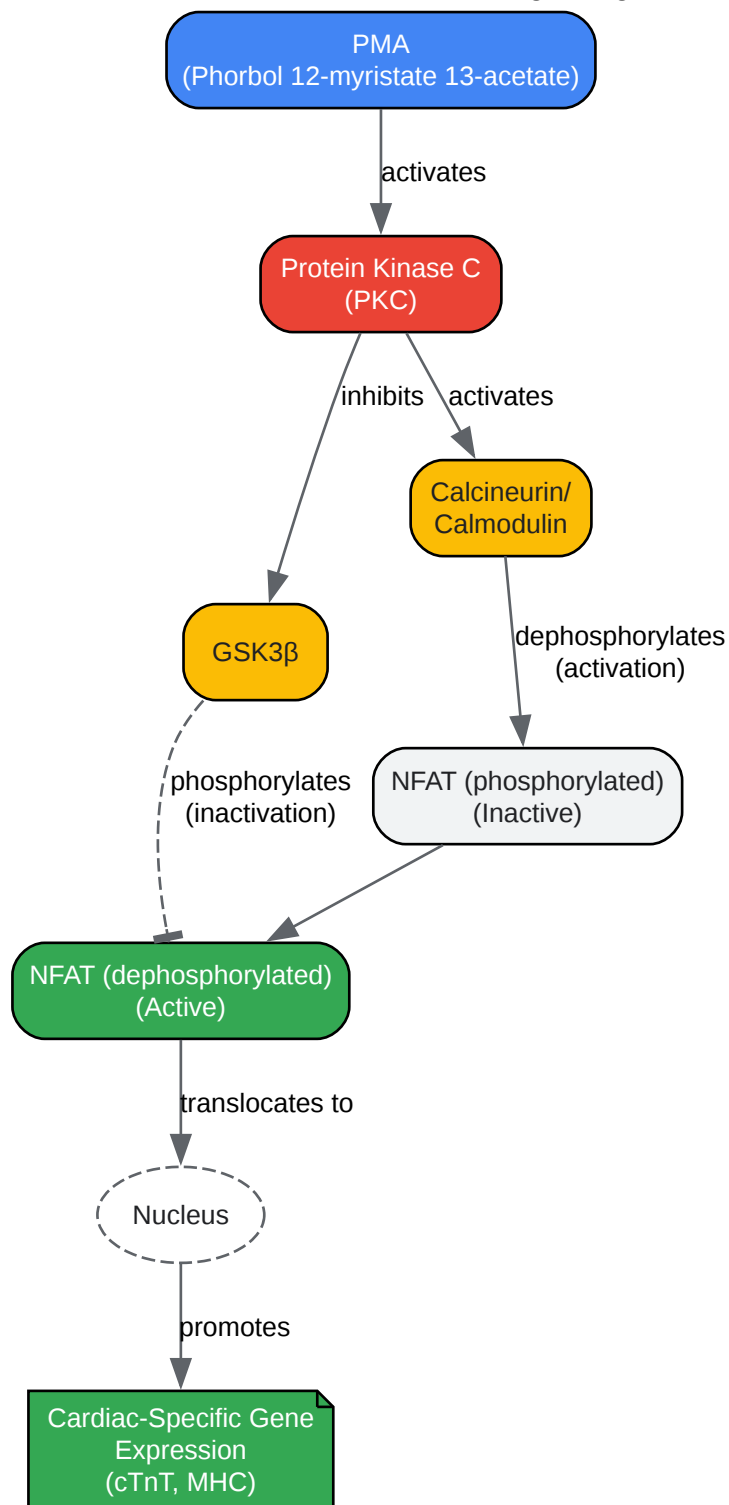 PMA
(Phorbol 12-myristate 13-acetate)
activates
Protein Kinase C
(PKC)
inhibits
activates
Calcineurin/
Calmodulin
dephosphorylates
(activation)
GSK3β
phosphorylates
(inactivation)
NFAT (phosphorylated)
(Inactive)
NFAT (dephosphorylated)
(Active)
translocates to
Nucleus
promotes
Cardiac-Specific Gene
Expression
(cTnT, MHC)